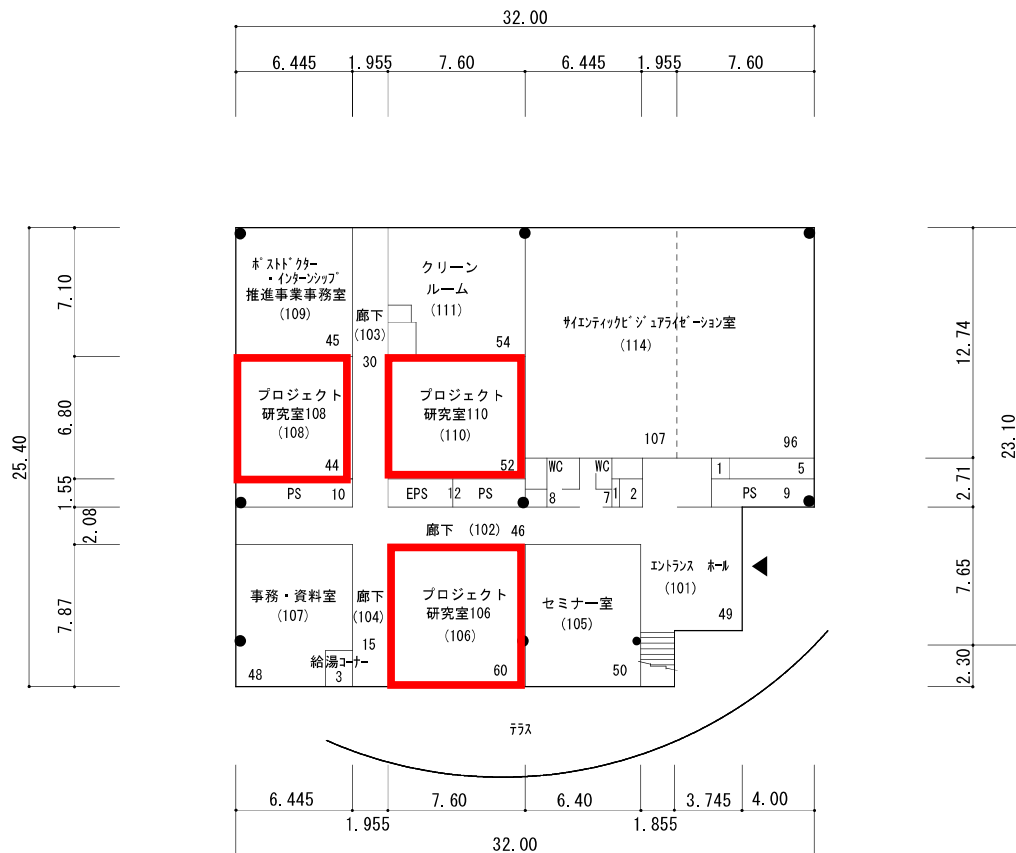 32.00
6.445
1.955
7.60
6.445
1.955
7.60
ポストドクター
・インターンシップ
推進事業事務室
(109)
45
廊下
(103)
30
クリーン
ルーム
(111)
54
サイエンティックビジュアライゼーション室
(114)
107
96
プロジェクト
研究室108
(108)
44
プロジェクト
研究室110
(110)
52
WC
WC
8
7
1
2
1
5
PS
10
EPS
12
PS
PS
9
廊下 (102) 46
事務・資料室
(107)
48
廊下
(104)
15
給湯コーナー
3
プロジェクト
研究室106
(106)
60
セミナー室
(105)
50
エントランス ホール
(101)
49
テラス
25.40
7.10
6.80
1.55
2.08
7.87
12.74
2.71
7.65
2.30
23.10
6.445
1.955
7.60
6.40
1.855
3.745
4.00
32.00